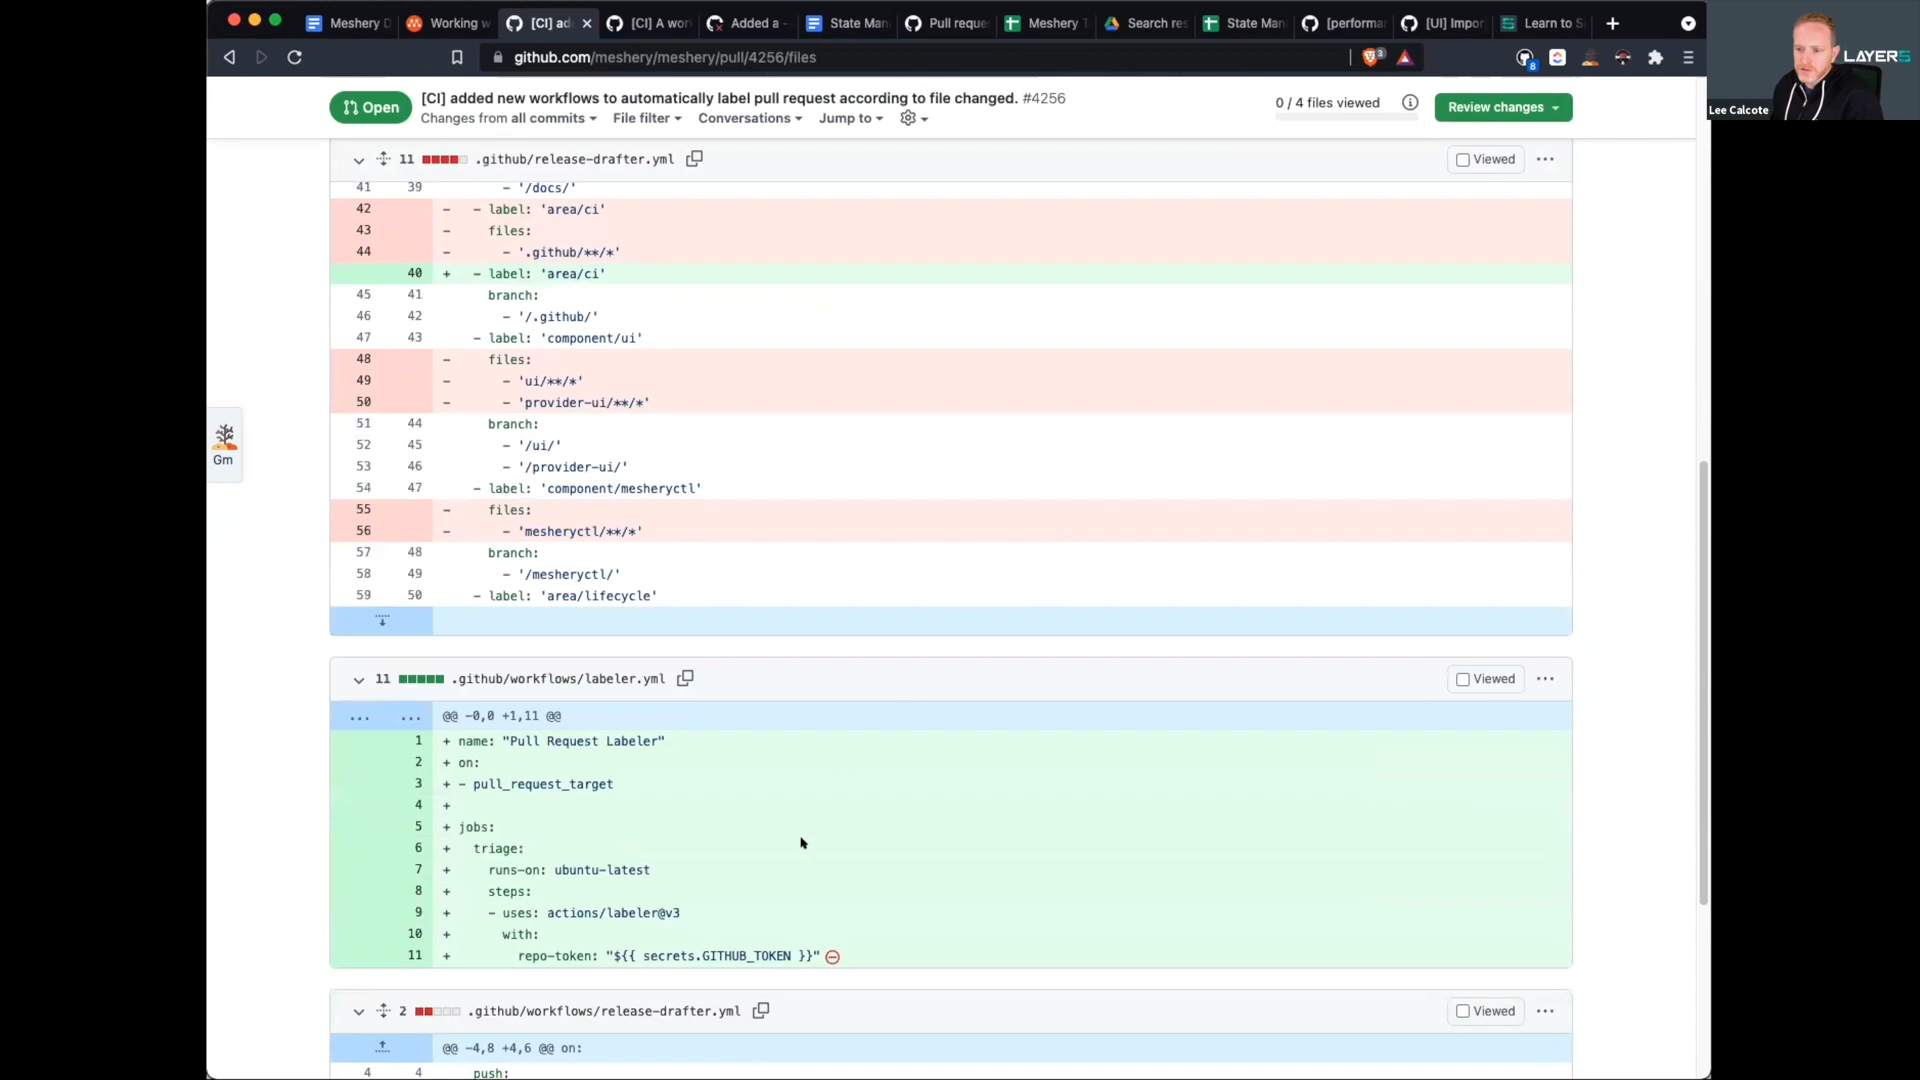 Meshery D
Working w
[CI] ad
[CI] A wor
Added a
State Man
Pull reque
Meshery T
Search res
State Man
[performa
[UI] Impor
Learn to S
github.com/meshery/meshery/pull/4256/files
3
8
LAYER5
Lee Calcote
Open
[CI] added new workflows to automatically label pull request according to file changed. #4256
Changes from all commits
File filter
Conversations
Jump to
0 / 4 files viewed
Review changes
11 .github/release-drafter.yml
Viewed
41 39 - '/docs/'
42 - - label: 'area/ci'
43 - files:
44 - - '.github/**/*'
40 + - label: 'area/ci'
45 41 branch:
46 42 - '/.github/'
47 43 - label: 'component/ui'
48 - files:
49 - - 'ui/**/*'
50 - - 'provider-ui/**/*'
51 44 branch:
52 45 - '/ui/'
53 46 - '/provider-ui/'
54 47 - label: 'component/mesheryctl'
55 - files:
56 - - 'mesheryctl/**/*'
57 48 branch:
58 49 - '/mesheryctl/'
59 50 - label: 'area/lifecycle'
Gm
11 .github/workflows/labeler.yml
Viewed
... ... @@ -0,0 +1,11 @@
1 + name: "Pull Request Labeler"
2 + on:
3 + - pull_request_target
4 +
5 + jobs:
6 + triage:
7 + runs-on: ubuntu-latest
8 + steps:
9 + - uses: actions/labeler@v3
10 + with:
11 + repo-token: "${{ secrets.GITHUB_TOKEN }}"
2 .github/workflows/release-drafter.yml
Viewed
@@ -4,8 +4,6 @@ on:
4 4 push: